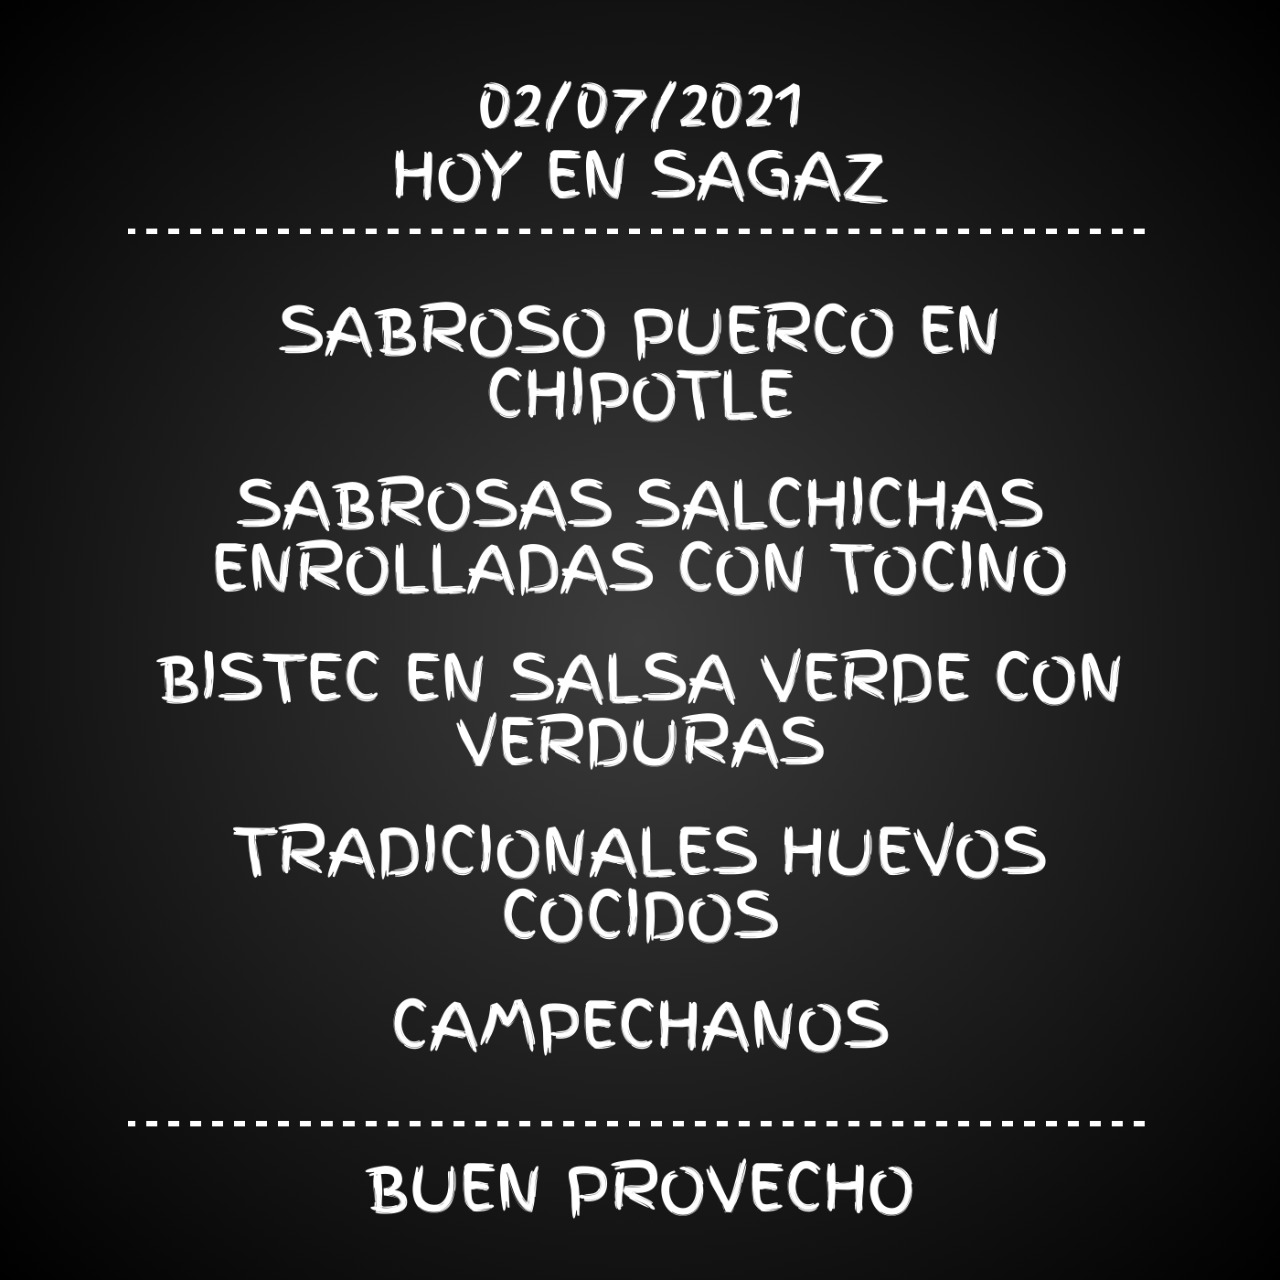 02/07/2021
HOY EN SAGAZ
SABROSO PUERCO EN
CHIPOTLE
SABROSAS SALCHICHAS
ENROLLADAS CON TOCINO
BISTEC EN SALSA VERDE CON
VERDURAS
TRADICIONALES HUEVOS
COCIDOS
CAMPECHANOS
BUEN PROVECHO